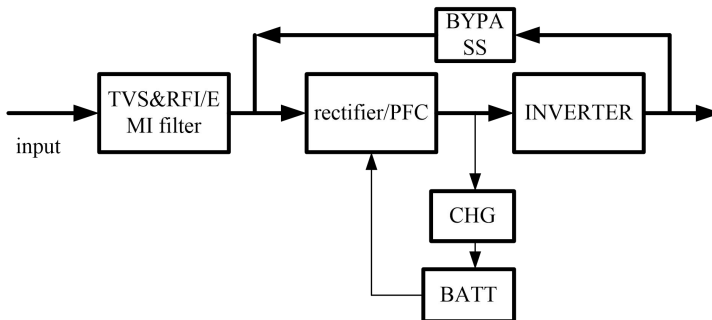 BYPA
SS
TVS&RFI/E
MI filter
rectifier/PFC
INVERTER
input
CHG
BATT